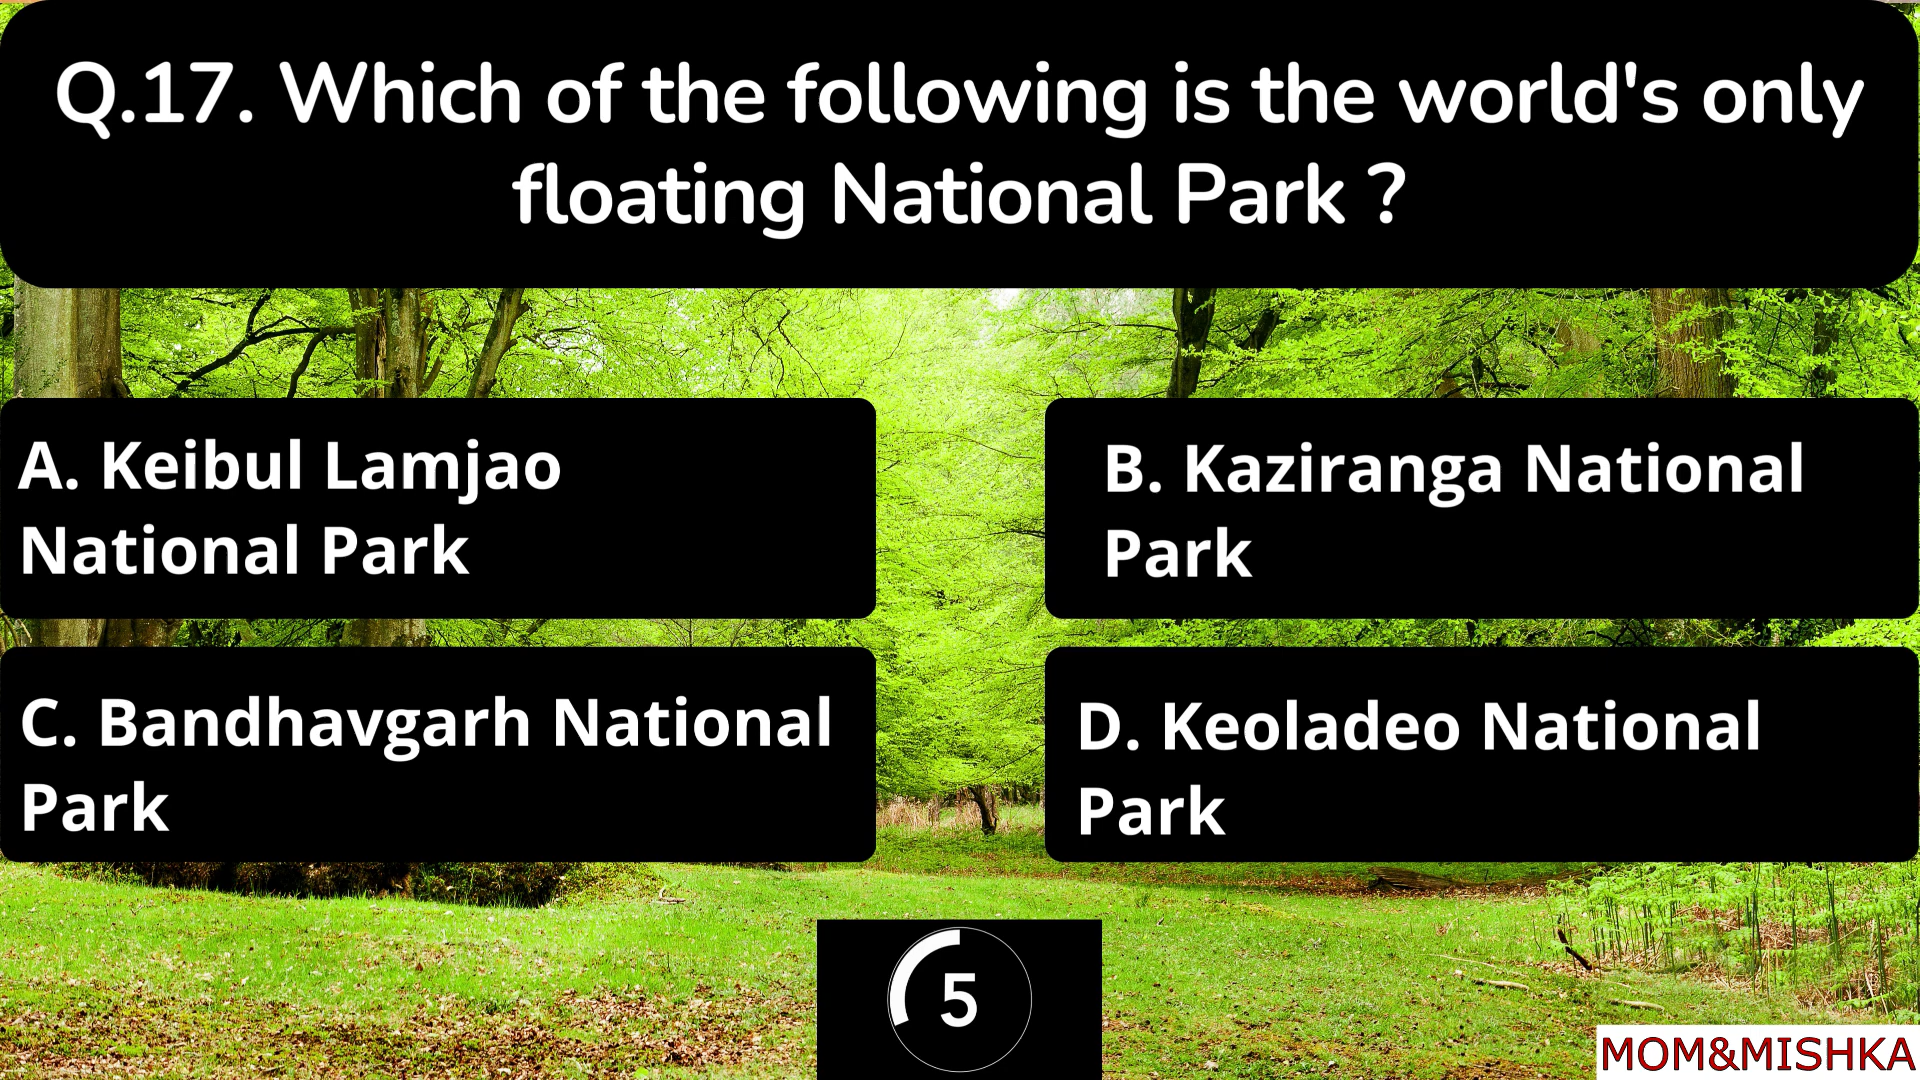 Q.17. Which of the following is the world's only
floating National Park ?
A. Keibul Lamjao
National Park
B. Kaziranga National
Park
C. Bandhavgarh National
Park
D. Keoladeo National
Park
5
MOM&MISHKA